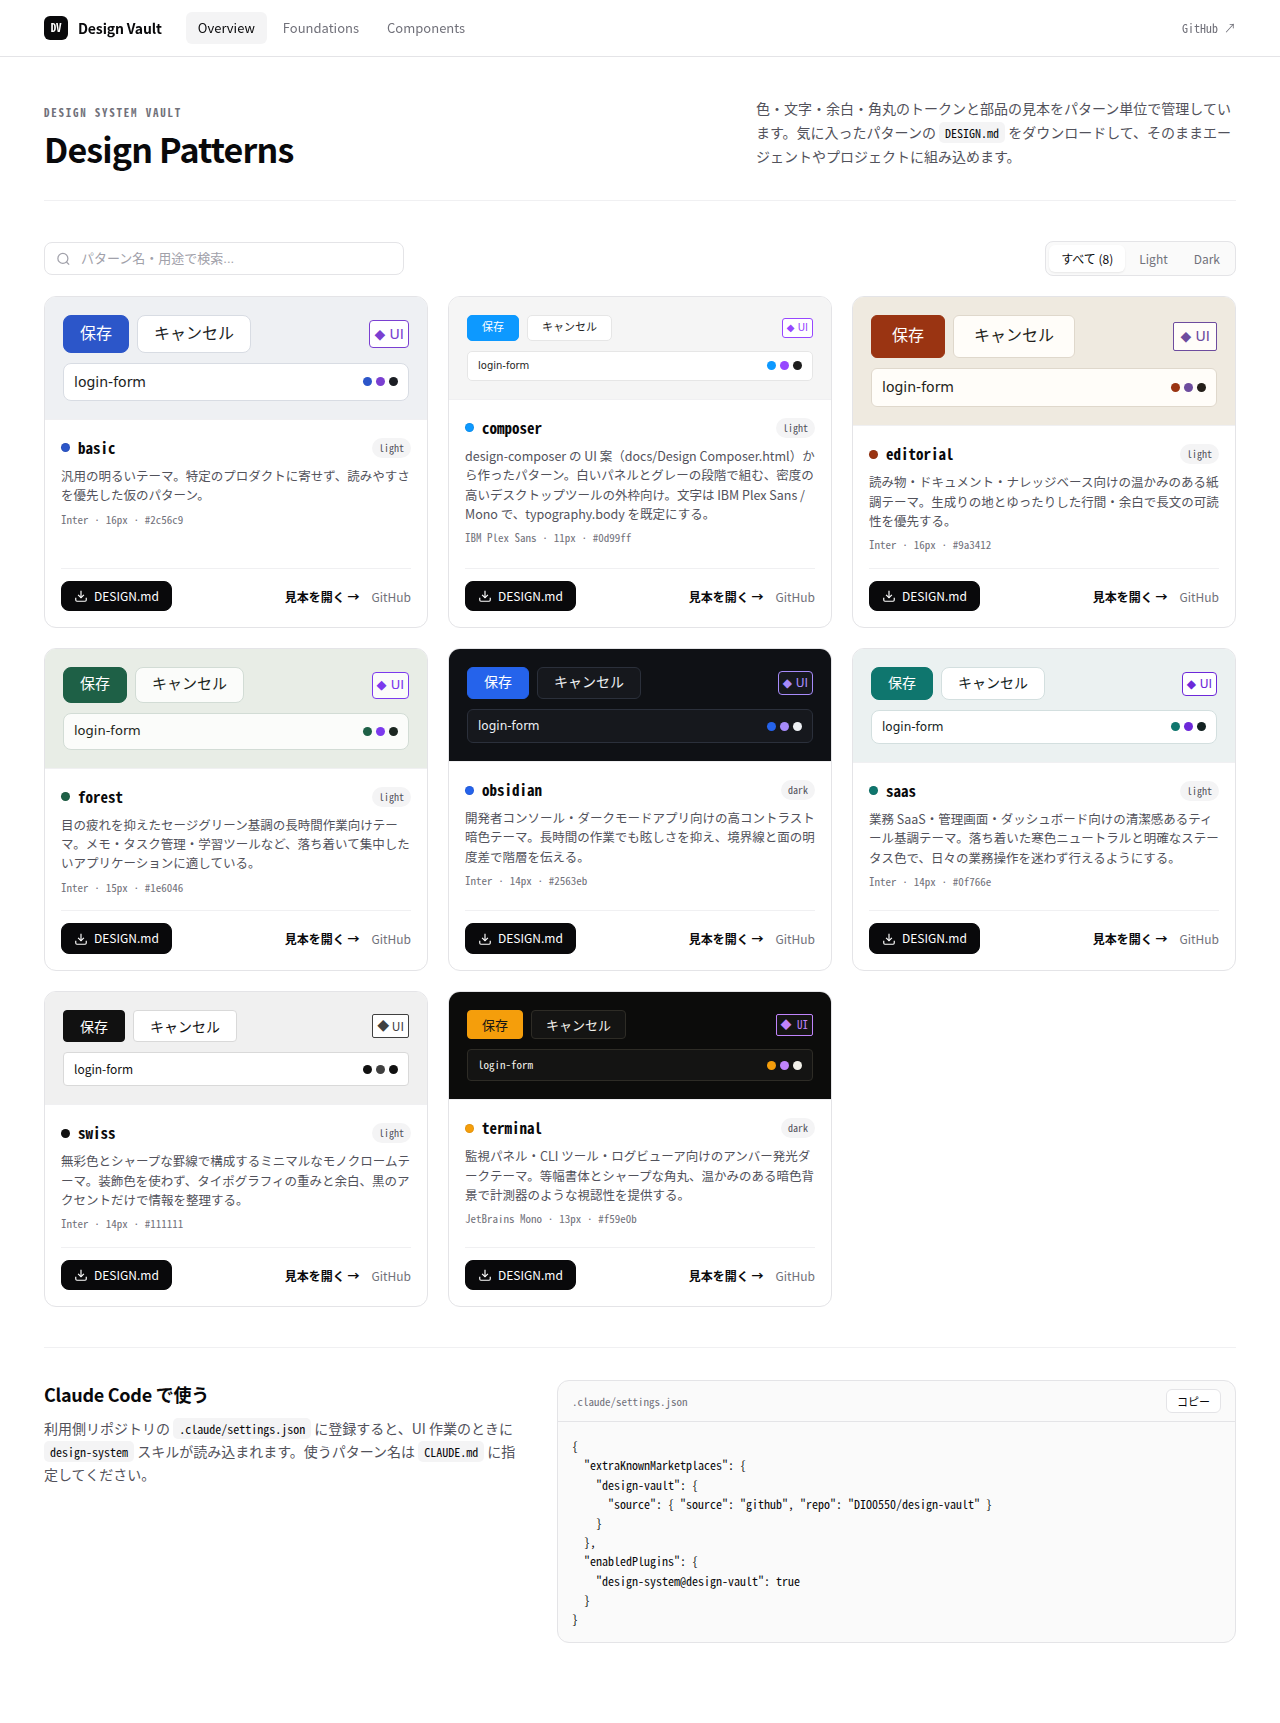 DV Design Vault Overview Foundations Components GitHub ↗
DESIGN SYSTEM VAULT
Design Patterns
色・文字・余白・角丸のトークンと部品の見本をパターン単位で管理してい
ます。気に入ったパターンの DESIGN.md をダウンロードして、そのままエー
ジェントやプロジェクトに組み込めます。
パターン名・用途で検索...
すべて (8) Light Dark
保存 キャンセル ◆ UI
login-form
basic light
汎用の明るいテーマ。特定のプロダクトに寄せず、読みやすさ
を優先した仮のパターン。
Inter · 16px · #2c56c9
DESIGN.md 見本を開く → GitHub
保存 キャンセル ◆ UI
login-form
composer light
design-composer の UI 案（docs/Design Composer.html）か
ら作ったパターン。白いパネルとグレーの段階で組む、密度の
高いデスクトップツールの外枠向け。文字は IBM Plex Sans /
Mono で、typography.body を既定にする。
IBM Plex Sans · 11px · #0d99ff
DESIGN.md 見本を開く → GitHub
保存 キャンセル ◆ UI
login-form
editorial light
読み物・ドキュメント・ナレッジベース向けの温かみのある紙
調テーマ。生成りの地とゆったりした行間・余白で長文の可読
性を優先する。
Inter · 16px · #9a3412
DESIGN.md 見本を開く → GitHub
保存 キャンセル ◆ UI
login-form
forest light
目の疲れを抑えたセージグリーン基調の長時間作業向けテー
マ。メモ・タスク管理・学習ツールなど、落ち着いて集中した
いアプリケーションに適している。
Inter · 15px · #1e6046
DESIGN.md 見本を開く → GitHub
保存 キャンセル ◆ UI
login-form
obsidian dark
開発者コンソール・ダークモードアプリ向けの高コントラスト
暗色テーマ。長時間の作業でも眩しさを抑え、境界線と面の明
度差で階層を伝える。
Inter · 14px · #2563eb
DESIGN.md 見本を開く → GitHub
保存 キャンセル ◆ UI
login-form
saas light
業務 SaaS・管理画面・ダッシュボード向けの清潔感あるティ
ール基調テーマ。落ち着いた寒色ニュートラルと明確なステー
タス色で、日々の業務操作を迷わず行えるようにする。
Inter · 14px · #0f766e
DESIGN.md 見本を開く → GitHub
保存 キャンセル ◆ UI
login-form
swiss light
無彩色とシャープな罫線で構成するミニマルなモノクロームテ
ーマ。装飾色を使わず、タイポグラフィの重みと余白、黒のア
クセントだけで情報を整理する。
Inter · 14px · #111111
DESIGN.md 見本を開く → GitHub
保存 キャンセル ◆ UI
login-form
terminal dark
監視パネル・CLI ツール・ログビューア向けのアンバー発光ダ
ークテーマ。等幅書体とシャープな角丸、温かみのある暗色背
景で計測器のような視認性を提供する。
JetBrains Mono · 13px · #f59e0b
DESIGN.md 見本を開く → GitHub
Claude Code で使う
利用側リポジトリの .claude/settings.json に登録すると、UI 作業のときに
design-system スキルが読み込まれます。使うパターン名は CLAUDE.md に指
定してください。
.claude/settings.json コピー
{
"extraKnownMarketplaces": {
"design-vault": {
"source": { "source": "github", "repo": "DIO0550/design-vault" }
}
},
"enabledPlugins": {
"design-system@design-vault": true
}
}